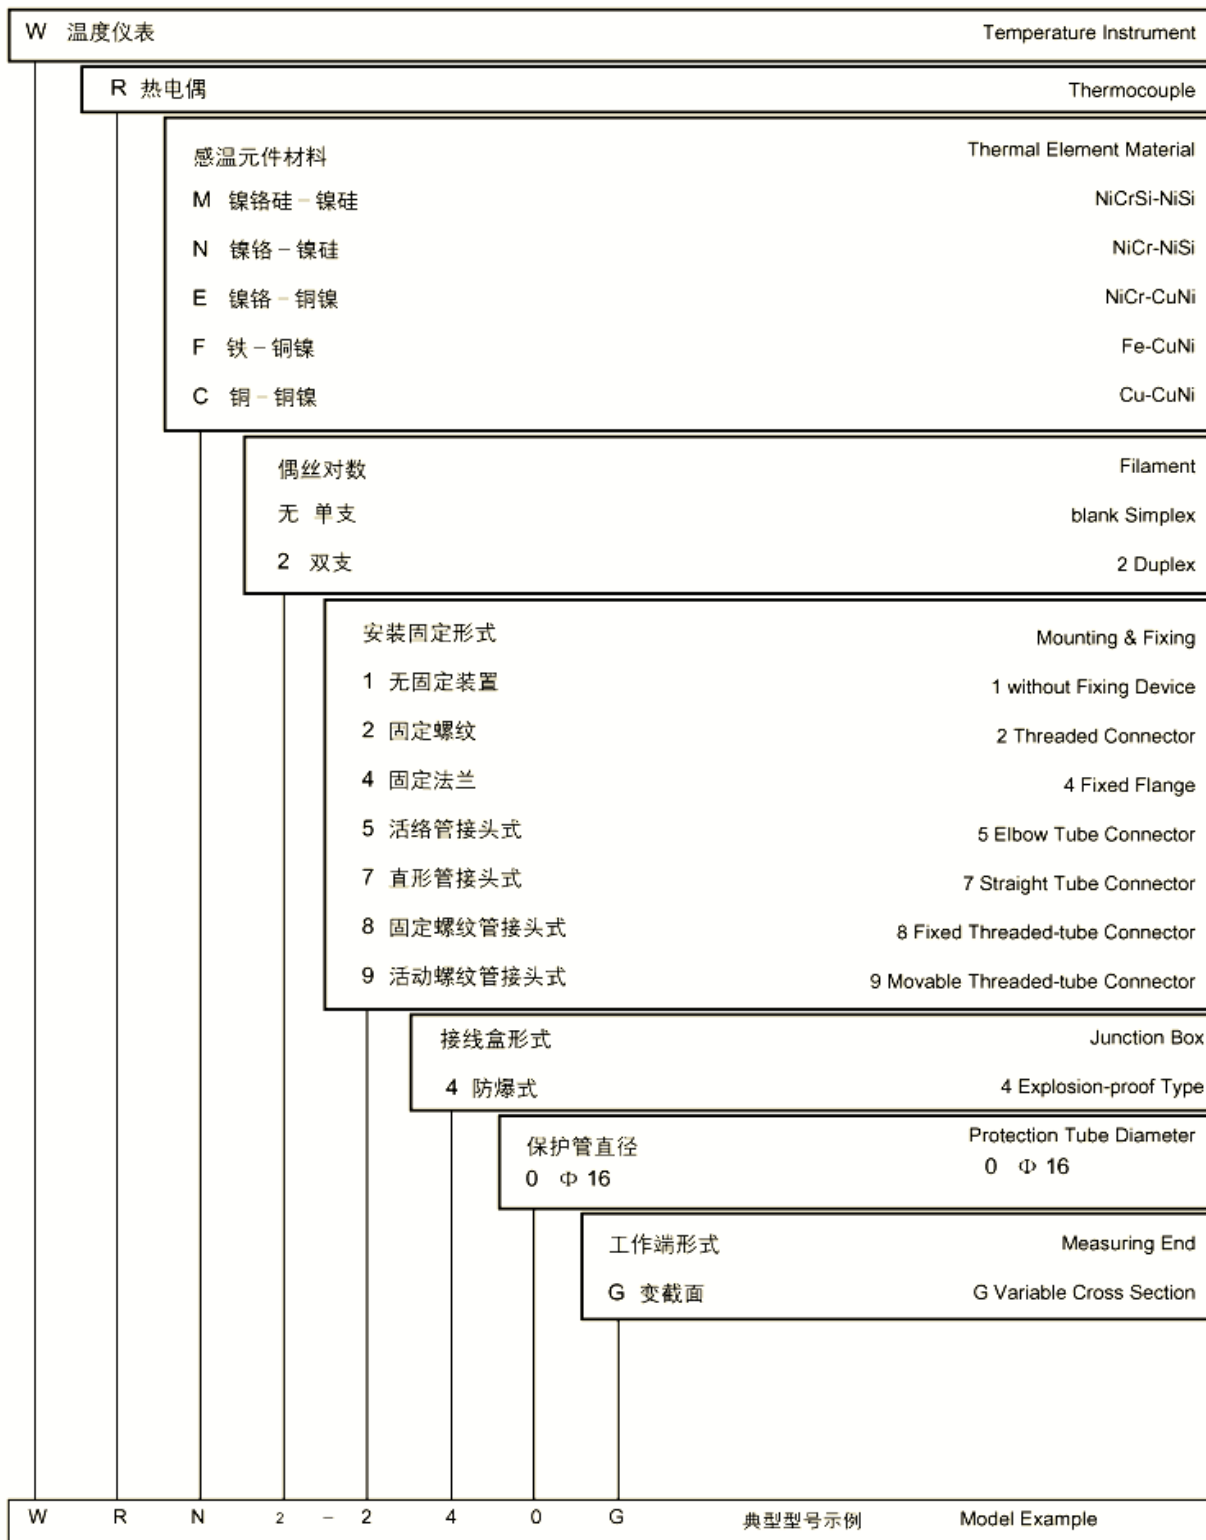 W 温度仪表 Temperature Instrument
R 热电偶 Thermocouple
感温元件材料 Thermal Element Material
M 镍铬硅－镍硅 NiCrSi-NiSi
N 镍铬－镍硅 NiCr-NiSi
E 镍铬－铜镍 NiCr-CuNi
F 铁－铜镍 Fe-CuNi
C 铜－铜镍 Cu-CuNi
偶丝对数 Filament
无 单支 blank Simplex
2 双支 2 Duplex
安装固定形式 Mounting & Fixing
1 无固定装置 1 without Fixing Device
2 固定螺纹 2 Threaded Connector
4 固定法兰 4 Fixed Flange
5 活络管接头式 5 Elbow Tube Connector
7 直形管接头式 7 Straight Tube Connector
8 固定螺纹管接头式 8 Fixed Threaded-tube Connector
9 活动螺纹管接头式 9 Movable Threaded-tube Connector
接线盒形式 Junction Box
4 防爆式 4 Explosion-proof Type
保护管直径 Protection Tube Diameter
0 Φ 16 0 Φ 16
工作端形式 Measuring End
G 变截面 G Variable Cross Section
W R N 2 － 2 4 0 G 典型型号示例 Model Example